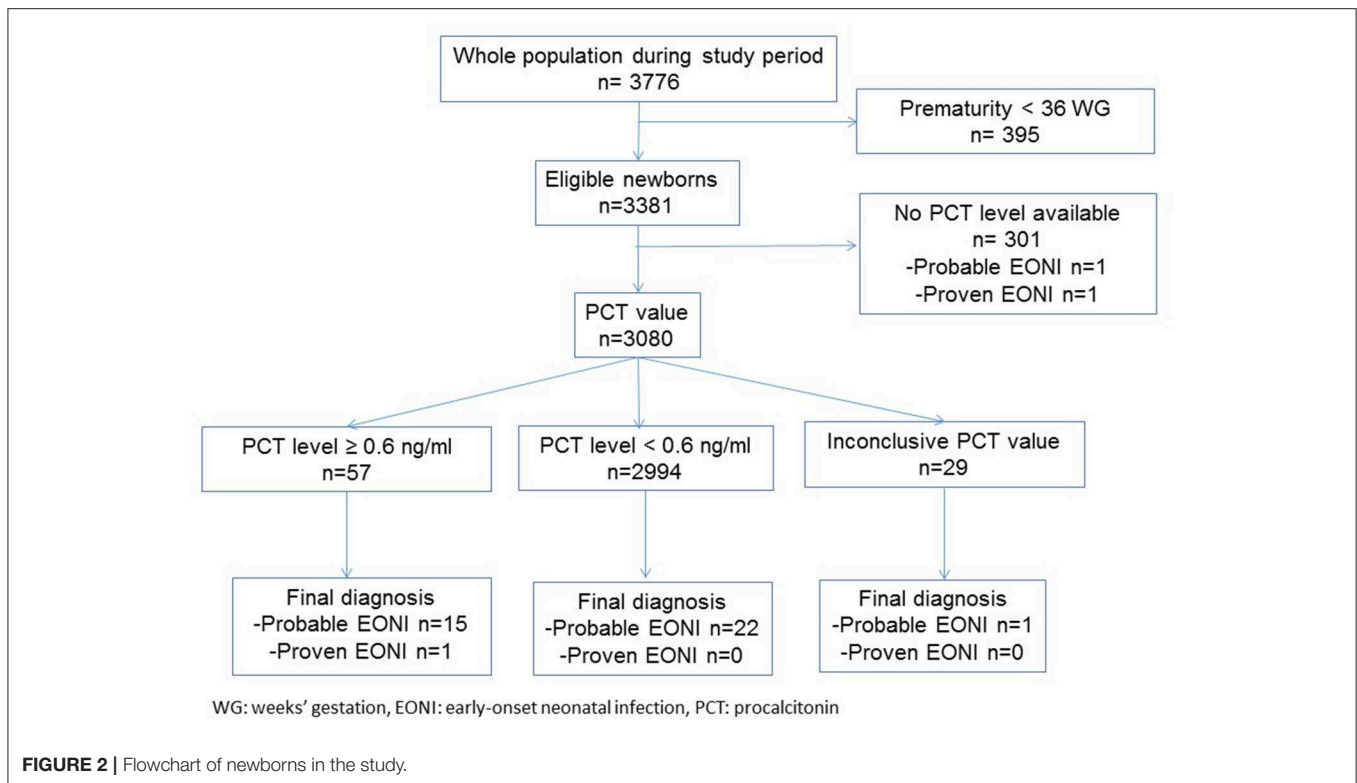 Whole population during study period
n= 3776
Prematurity < 36 WG
n= 395
Eligible newborns
n=3381
No PCT level available
n= 301
-Probable EONI n=1
-Proven EONI n=1
PCT value
n=3080
PCT level ≥ 0.6 ng/ml
n=57
PCT level < 0.6 ng/ml
n=2994
Inconclusive PCT value
n=29
Final diagnosis
-Probable EONI n=15
-Proven EONI n=1
Final diagnosis
-Probable EONI n=22
-Proven EONI n=0
Final diagnosis
-Probable EONI n=1
-Proven EONI n=0
WG: weeks' gestation, EONI: early-onset neonatal infection, PCT: procalcitonin
FIGURE 2 | Flowchart of newborns in the study.